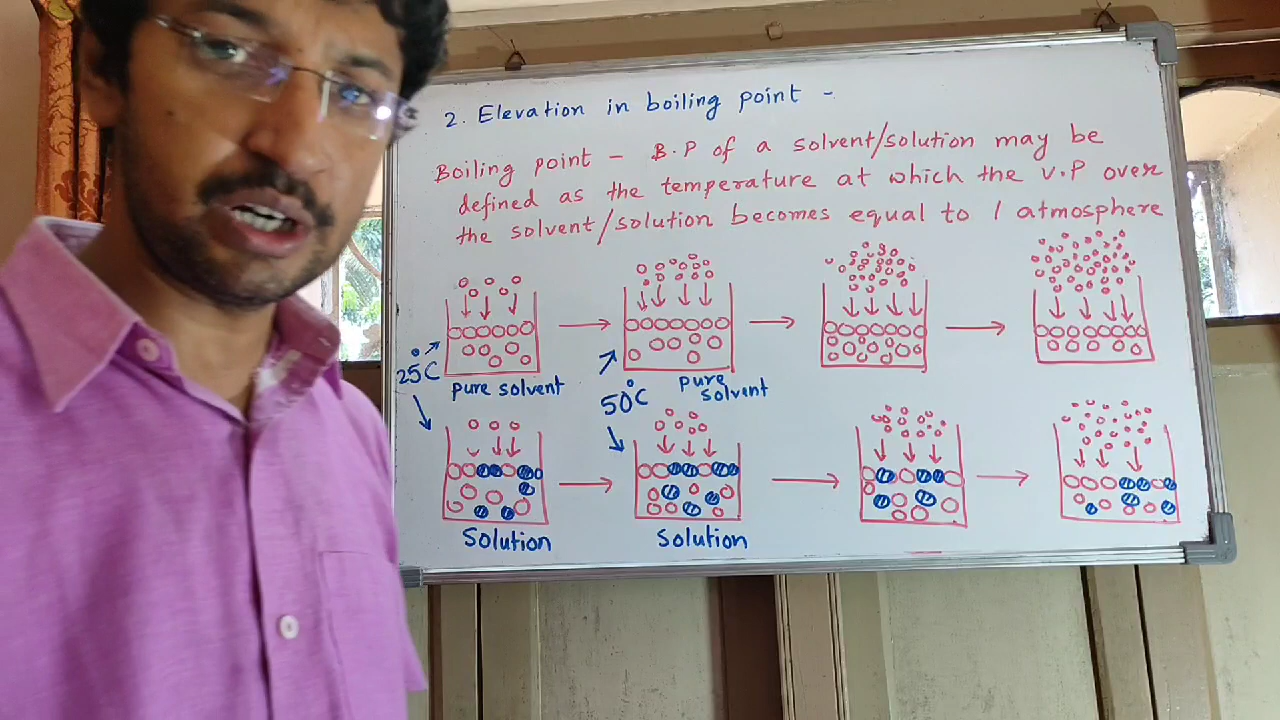 2. Elevation in boiling point -
Boiling point - B.P of a solvent/solution may be
defined as the temperature at which the v.P over
the solvent/solution becomes equal to 1 atmosphere
25°C
pure solvent
50°C
pure
solvent
Solution
Solution